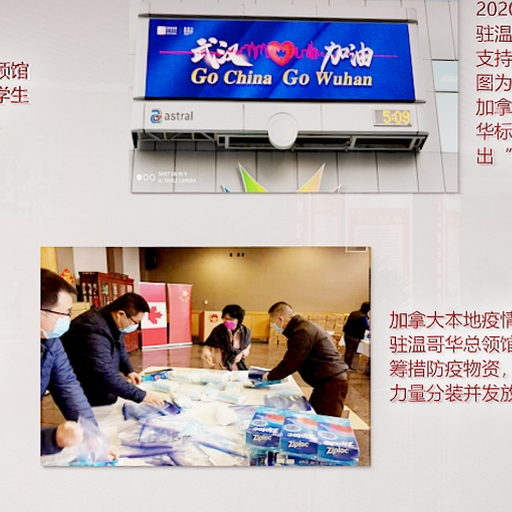 2020
驻温
支持
图为
加拿
华标
出“
领馆
学生
武汉加油
Go China Go Wuhan
astral
5:09
SHOT ON MI 9
AI TRIPLE CAMERA
加拿大本地疫情
驻温哥华总领馆
筹措防疫物资，
力量分装并发放
Ziploc
Ziploc
Ziploc